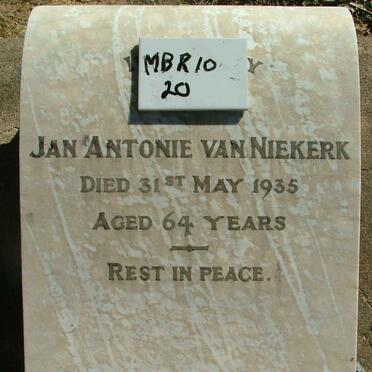 MBR10
20
JAN ANTONIE VAN NIEKERK
DIED 31ST MAY 1935
AGED 64 YEARS
REST IN PEACE.